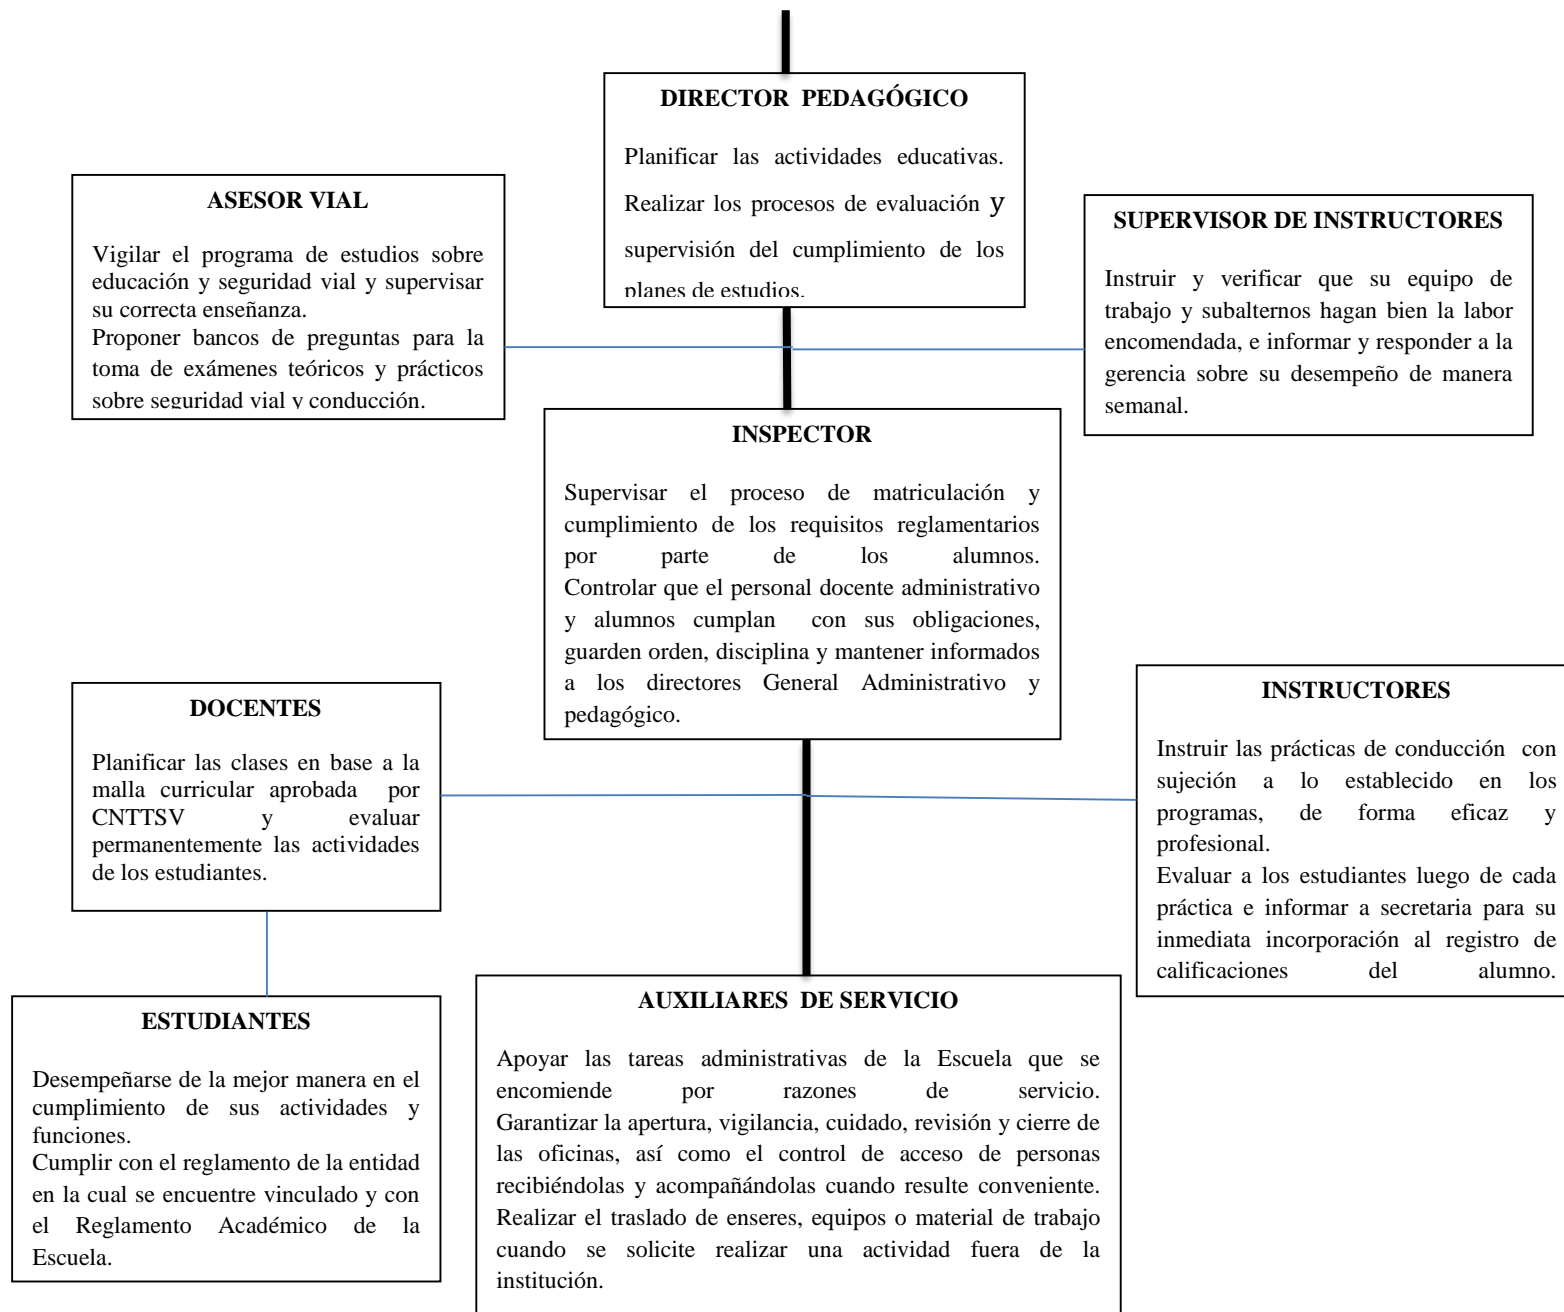 DIRECTOR PEDAGÓGICO
Planificar las actividades educativas.
Realizar los procesos de evaluación y
supervisión del cumplimiento de los
planes de estudios.
ASESOR VIAL
Vigilar el programa de estudios sobre
educación y seguridad vial y supervisar
su correcta enseñanza.
Proponer bancos de preguntas para la
toma de exámenes teóricos y prácticos
sobre seguridad vial y conducción.
SUPERVISOR DE INSTRUCTORES
Instruir y verificar que su equipo de
trabajo y subalternos hagan bien la labor
encomendada, e informar y responder a la
gerencia sobre su desempeño de manera
semanal.
INSPECTOR
Supervisar el proceso de matriculación y
cumplimiento de los requisitos reglamentarios
por parte de los alumnos.
Controlar que el personal docente administrativo
y alumnos cumplan con sus obligaciones,
guarden orden, disciplina y mantener informados
a los directores General Administrativo y
pedagógico.
DOCENTES
Planificar las clases en base a la
malla curricular aprobada por
CNTTSV y evaluar
permanentemente las actividades
de los estudiantes.
INSTRUCTORES
Instruir las prácticas de conducción con
sujeción a lo establecido en los
programas, de forma eficaz y
profesional.
Evaluar a los estudiantes luego de cada
práctica e informar a secretaria para su
inmediata incorporación al registro de
calificaciones del alumno.
ESTUDIANTES
Desempeñarse de la mejor manera en el
cumplimiento de sus actividades y
funciones.
Cumplir con el reglamento de la entidad
en la cual se encuentre vinculado y con
el Reglamento Académico de la
Escuela.
AUXILIARES DE SERVICIO
Apoyar las tareas administrativas de la Escuela que se
encomiende por razones de servicio.
Garantizar la apertura, vigilancia, cuidado, revisión y cierre de
las oficinas, así como el control de acceso de personas
recibiéndolas y acompañándolas cuando resulte conveniente.
Realizar el traslado de enseres, equipos o material de trabajo
cuando se solicite realizar una actividad fuera de la
institución.